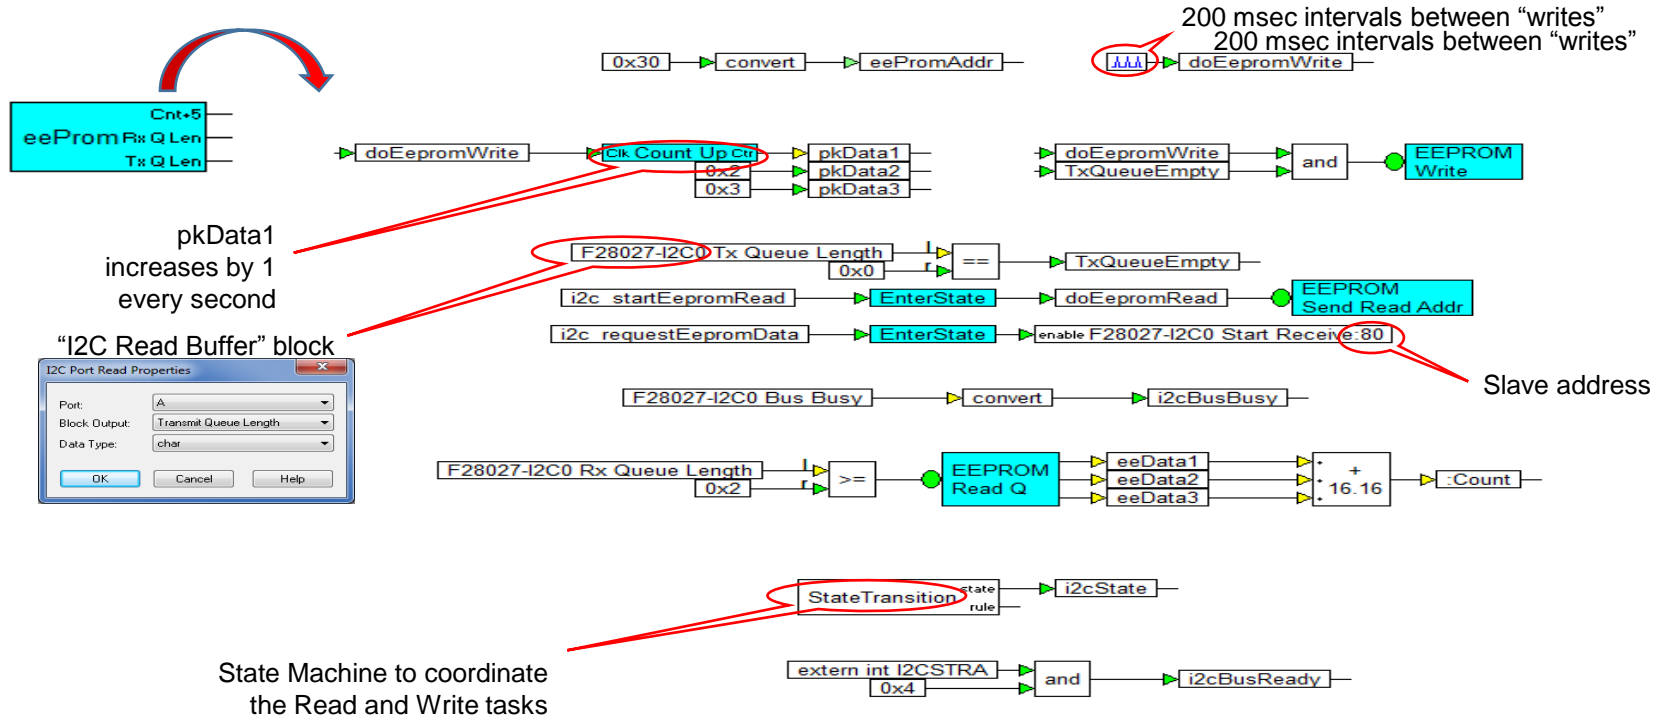 200 msec intervals between “writes”
200 msec intervals between “writes”
0x30 convert eePromAddr doEepromWrite
Cnt+5
eeProm Rx Q Len
Tx Q Len
doEepromWrite Clk Count Up Ctr pkData1
0x2 pkData2
0x3 pkData3
doEepromWrite and EEPROM
TxQueueEmpty Write
pkData1
increases by 1
every second
F28027-I2C0 Tx Queue Length l == TxQueueEmpty
0x0 r
i2c_startEepromRead EnterState doEepromRead EEPROM
Send Read Addr
i2c_requestEepromData EnterState enable F28027-I2C0 Start Receive:80
“I2C Read Buffer” block
I2C Port Read Properties
Port: A
Block Output: Transmit Queue Length
Data Type: char
OK Cancel Help
Slave address
F28027-I2C0 Bus Busy convert i2cBusBusy
F28027-I2C0 Rx Queue Length l >= EEPROM
0x2 r Read Q
eeData1 +
eeData2 16.16 :Count
eeData3
StateTransition state i2cState
rule
State Machine to coordinate
the Read and Write tasks
extern int I2CSTRA and i2cBusReady
0x4